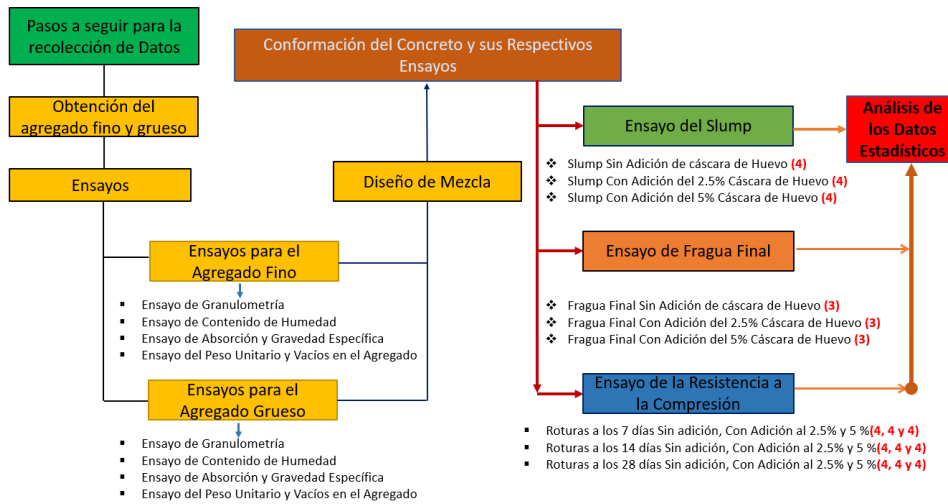 Pasos a seguir para la
recolección de Datos
Obtención del
agregado fino y grueso
Ensayos
Ensayos para el
Agregado Fino
▪ Ensayo de Granulometría
▪ Ensayo de Contenido de Humedad
▪ Ensayo de Absorción y Gravedad Específica
▪ Ensayo del Peso Unitario y Vacíos en el Agregado
Ensayos para el
Agregado Grueso
▪ Ensayo de Granulometría
▪ Ensayo de Contenido de Humedad
▪ Ensayo de Absorción y Gravedad Específica
▪ Ensayo del Peso Unitario y Vacíos en el Agregado
Diseño de Mezcla
Conformación del Concreto y sus Respectivos
Ensayos
Ensayo del Slump
❖ Slump Sin Adición de cáscara de Huevo (4)
❖ Slump Con Adición del 2.5% Cáscara de Huevo (4)
❖ Slump Con Adición del 5% Cáscara de Huevo (4)
Ensayo de Fragua Final
❖ Fragua Final Sin Adición de cáscara de Huevo (3)
❖ Fragua Final Con Adición del 2.5% Cáscara de Huevo (3)
❖ Fragua Final Con Adición del 5% Cáscara de Huevo (3)
Ensayo de la Resistencia a
la Compresión
▪ Roturas a los 7 días Sin adición, Con Adición al 2.5% y 5 %(4, 4 y 4)
▪ Roturas a los 14 días Sin adición, Con Adición al 2.5% y 5 %(4, 4 y 4)
▪ Roturas a los 28 días Sin adición, Con Adición al 2.5% y 5 %(4, 4 y 4)
Análisis de
los Datos
Estadísticos